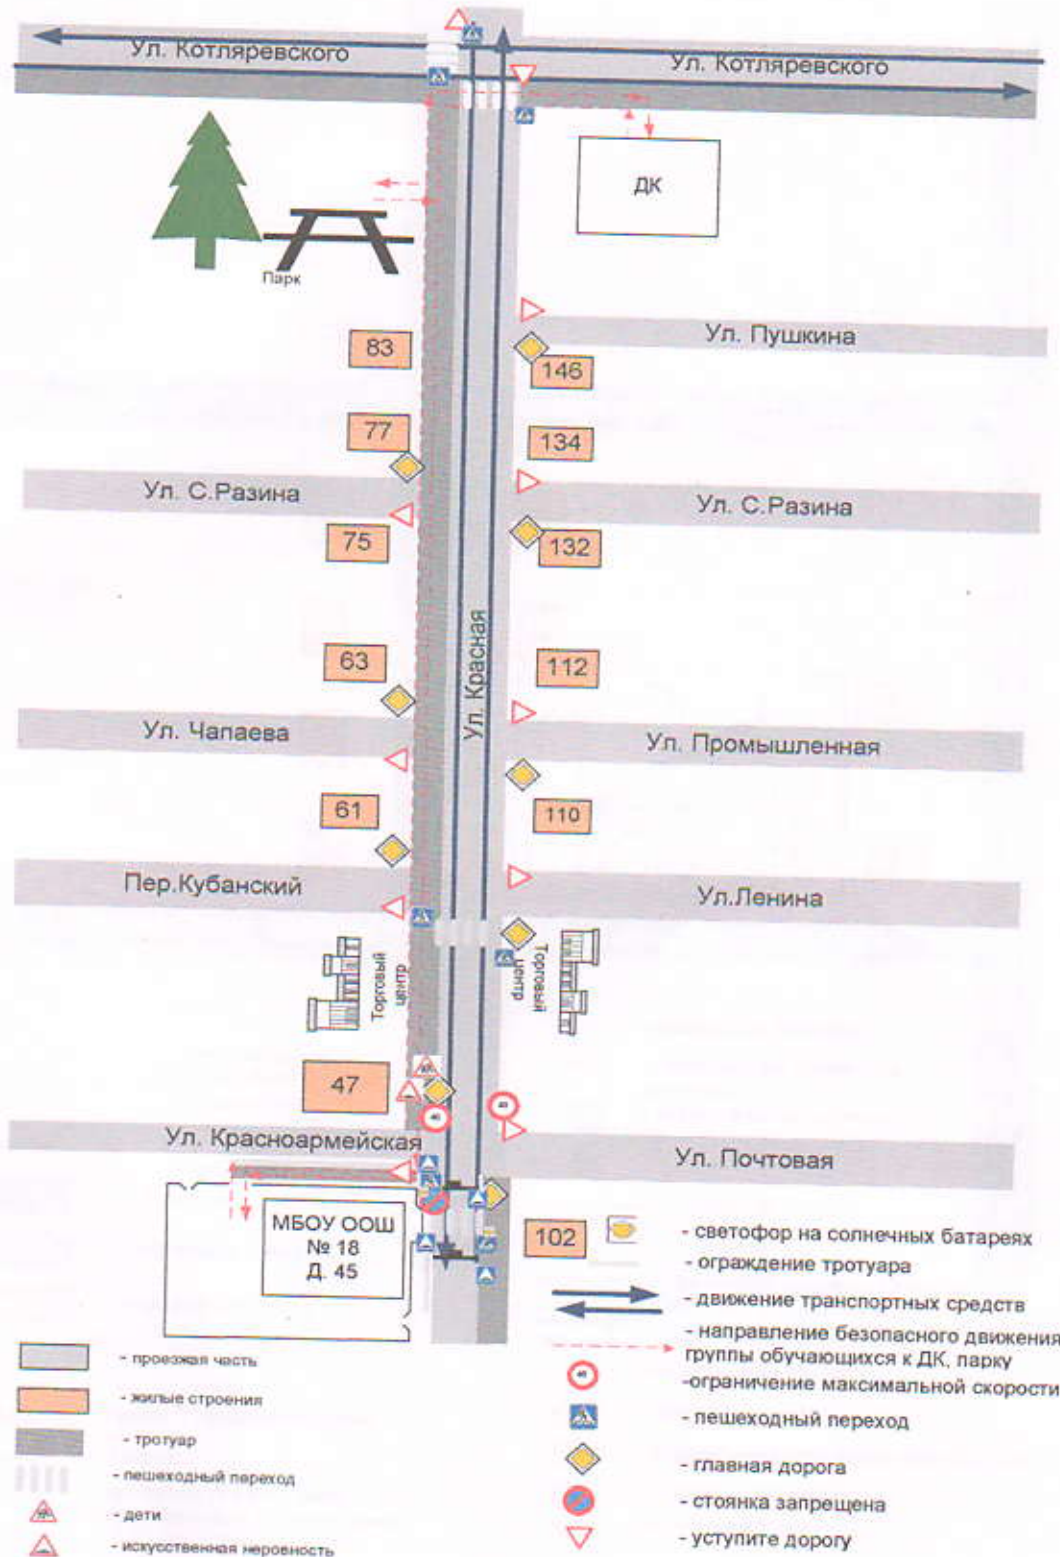 Ул. Котляревского
Ул. Котляревского
ДК
Парк
Ул. Пушкина
83
146
77
134
Ул. С.Разина
Ул. С.Разина
75
132
Ул. Красная
63
112
Ул. Чапаева
Ул. Промышленная
61
110
Пер.Кубанский
Ул.Ленина
Торговый
центр
Торговый
центр
47
40
40
Ул. Красноармейская
Ул. Почтовая
МБОУ ООШ
№ 18
Д. 45
102
- светофор на солнечных батареях
- ограждение тротуара
- движение транспортных средств
- направление безопасного движения
группы обучающихся к ДК, парку
-ограничение максимальной скорости
- пешеходный переход
- главная дорога
- стоянка запрещена
- уступите дорогу
- проезжая часть
- жилые строения
- тротуар
- пешеходный переход
- дети
- искусственная неровность